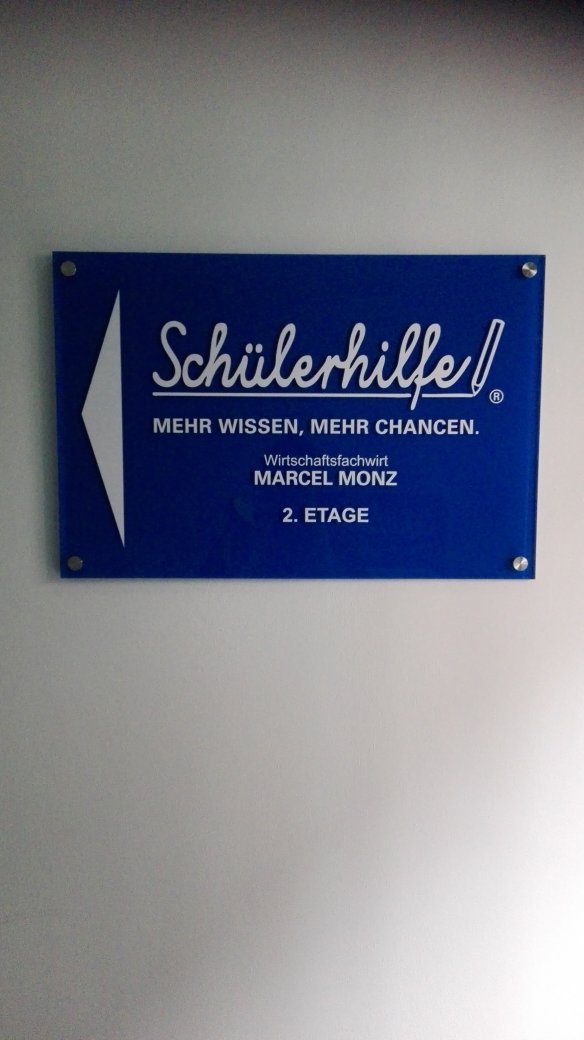 Schülerhilfe!®
MEHR WISSEN, MEHR CHANCEN.
Wirtschaftsfachwirt
MARCEL MONZ
2. ETAGE